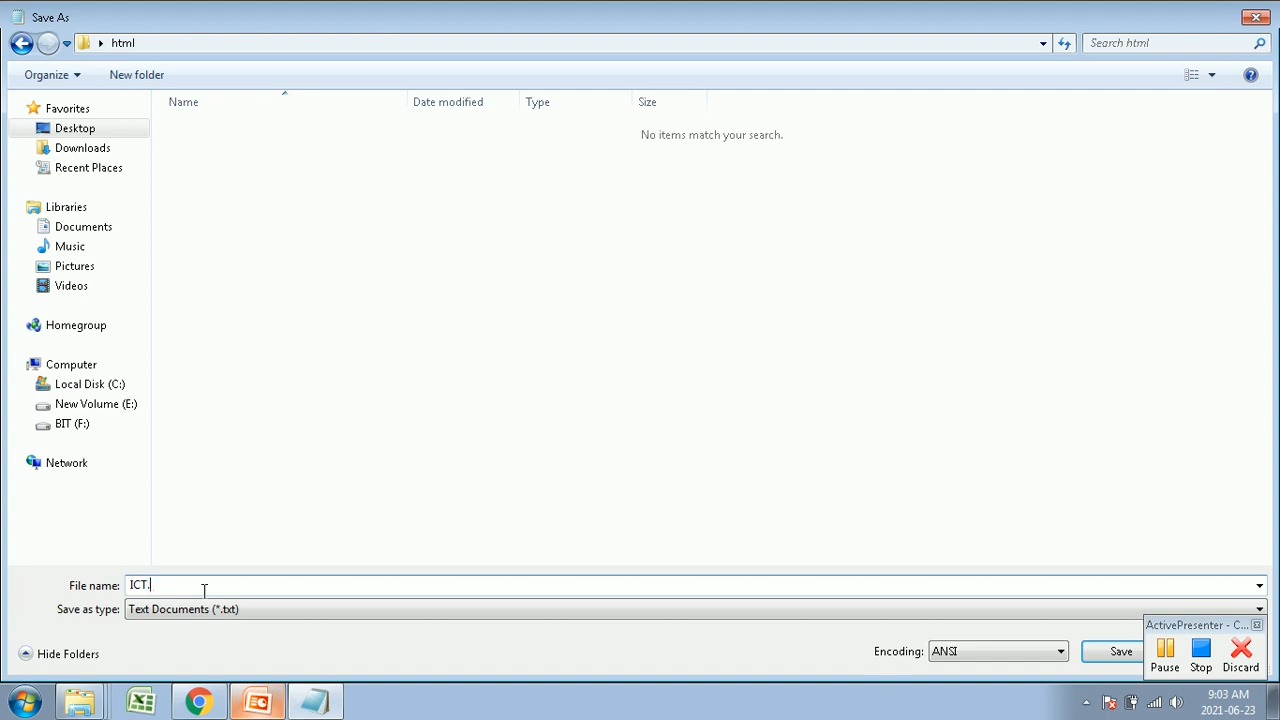 Save As
html
Search html
Organize
New folder
Name
Date modified
Type
Size
No items match your search.
Favorites
Desktop
Downloads
Recent Places
Libraries
Documents
Music
Pictures
Videos
Homegroup
Computer
Local Disk (C:)
New Volume (E:)
BIT (F:)
Network
File name: ICT.
Save as type: Text Documents (*.txt)
Hide Folders
Encoding: ANSI
Save
ActivePresenter - C...
Pause Stop Discard
9:03 AM
2021-06-23